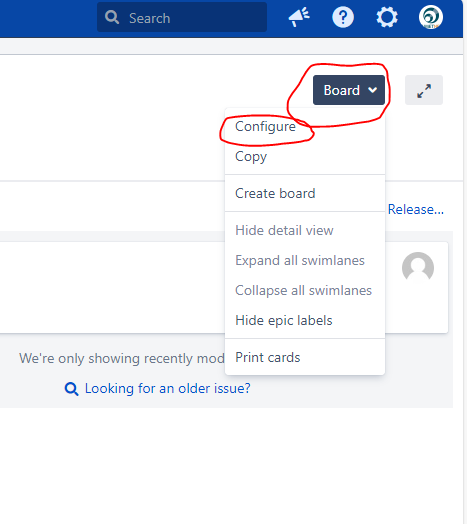 Search
Board
Configure
Copy
Create board
Release...
Hide detail view
Expand all swimlanes
Collapse all swimlanes
Hide epic labels
We're only showing recently mod
Print cards
Looking for an older issue?